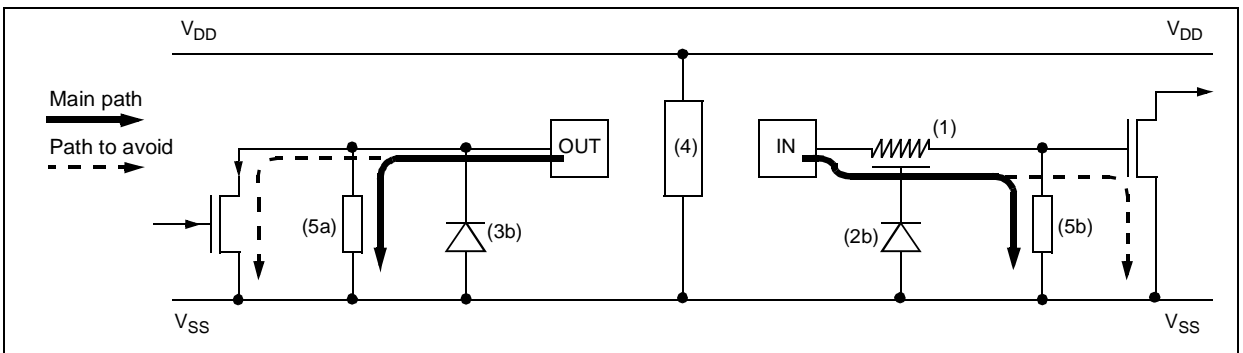 VDD
VDD
Main path
Path to avoid
OUT
(4)
IN
(1)
(5a)
(3b)
(2b)
(5b)
VSS
VSS